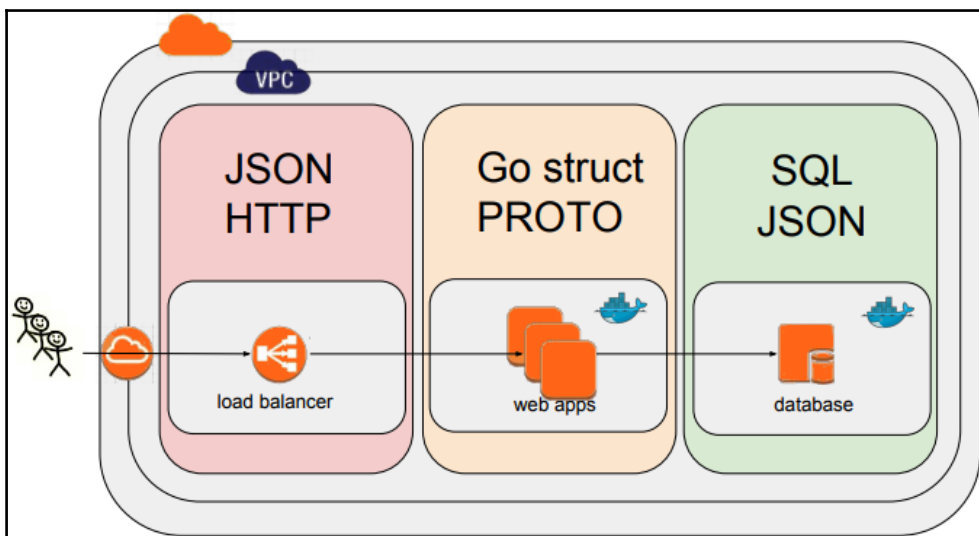 VPC
JSON
HTTP
Go struct
PROTO
SQL
JSON
load balancer
web apps
database